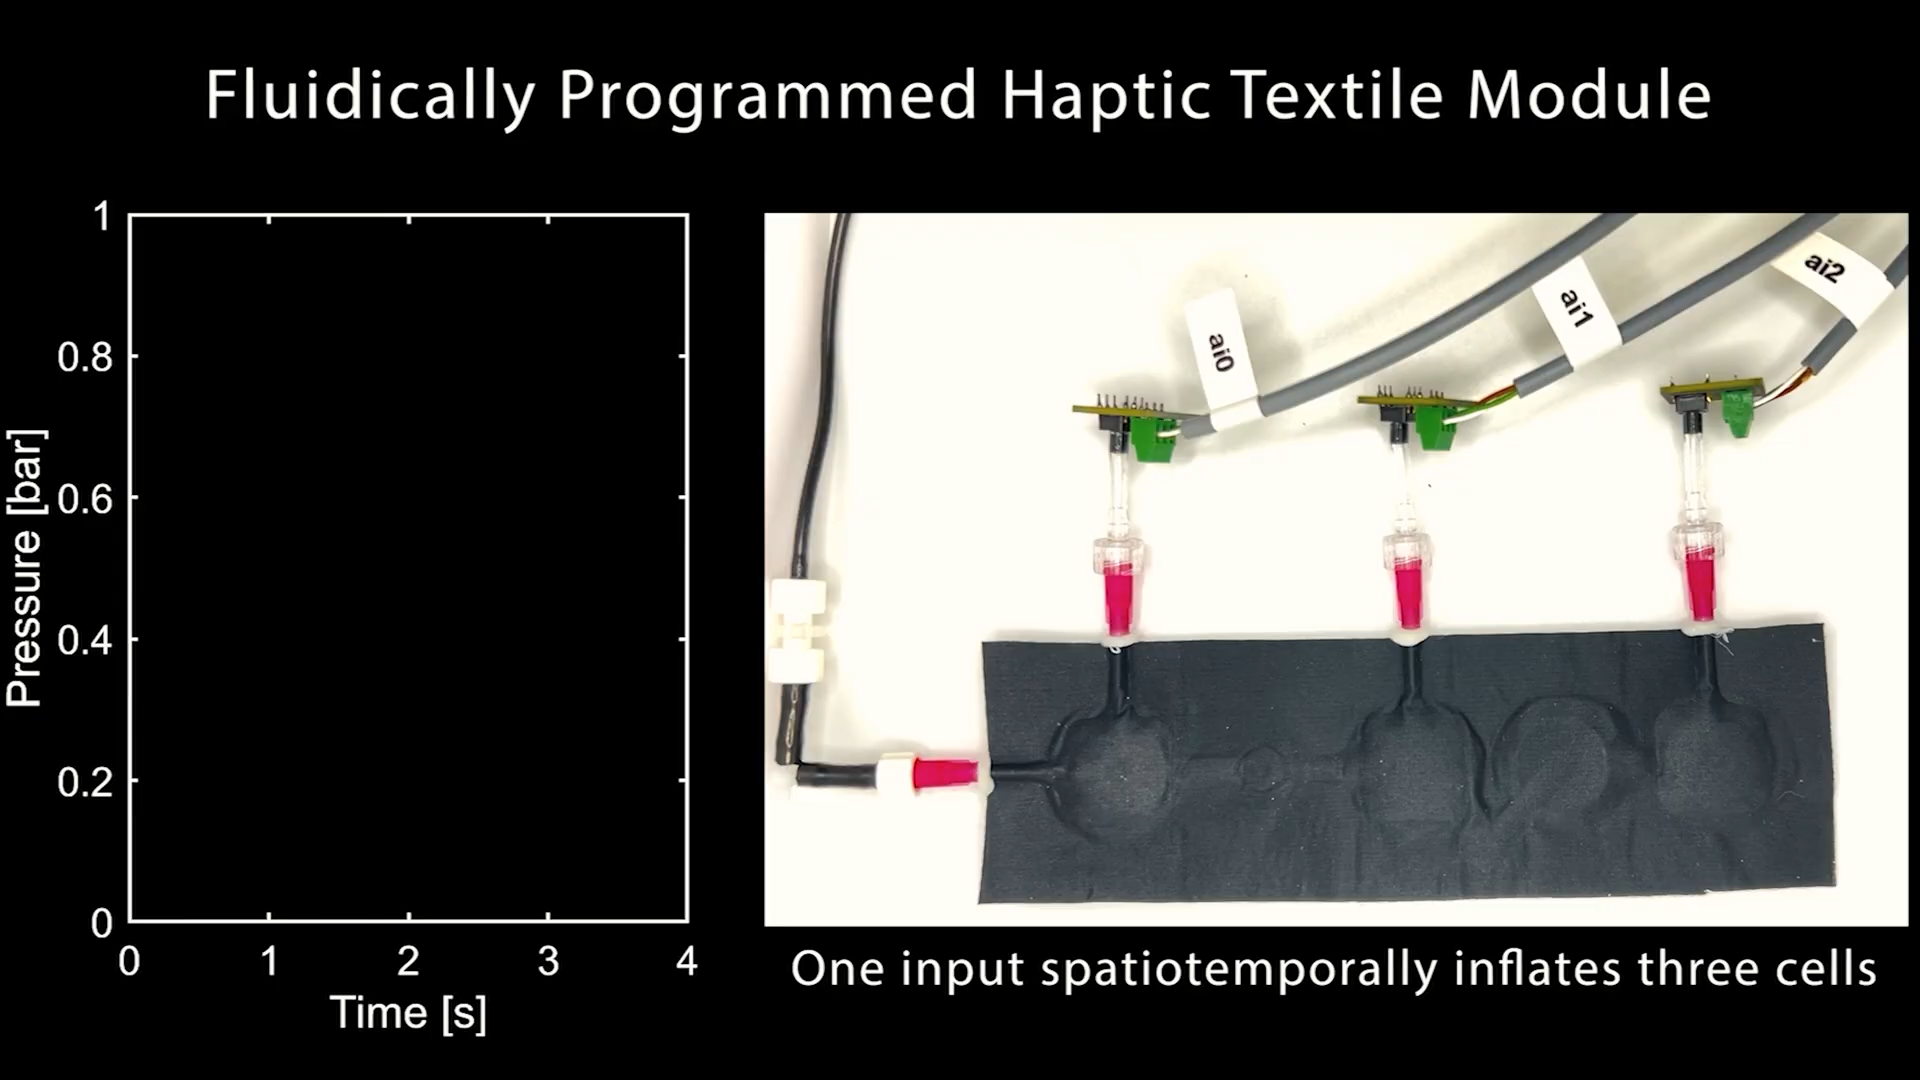 Fluidically Programmed Haptic Textile Module
1
0.8
0.6
0.4
0.2
0
Pressure [bar]
0 1 2 3 4
Time [s]
ai0
ai1
ai2
One input spatiotemporally inflates three cells